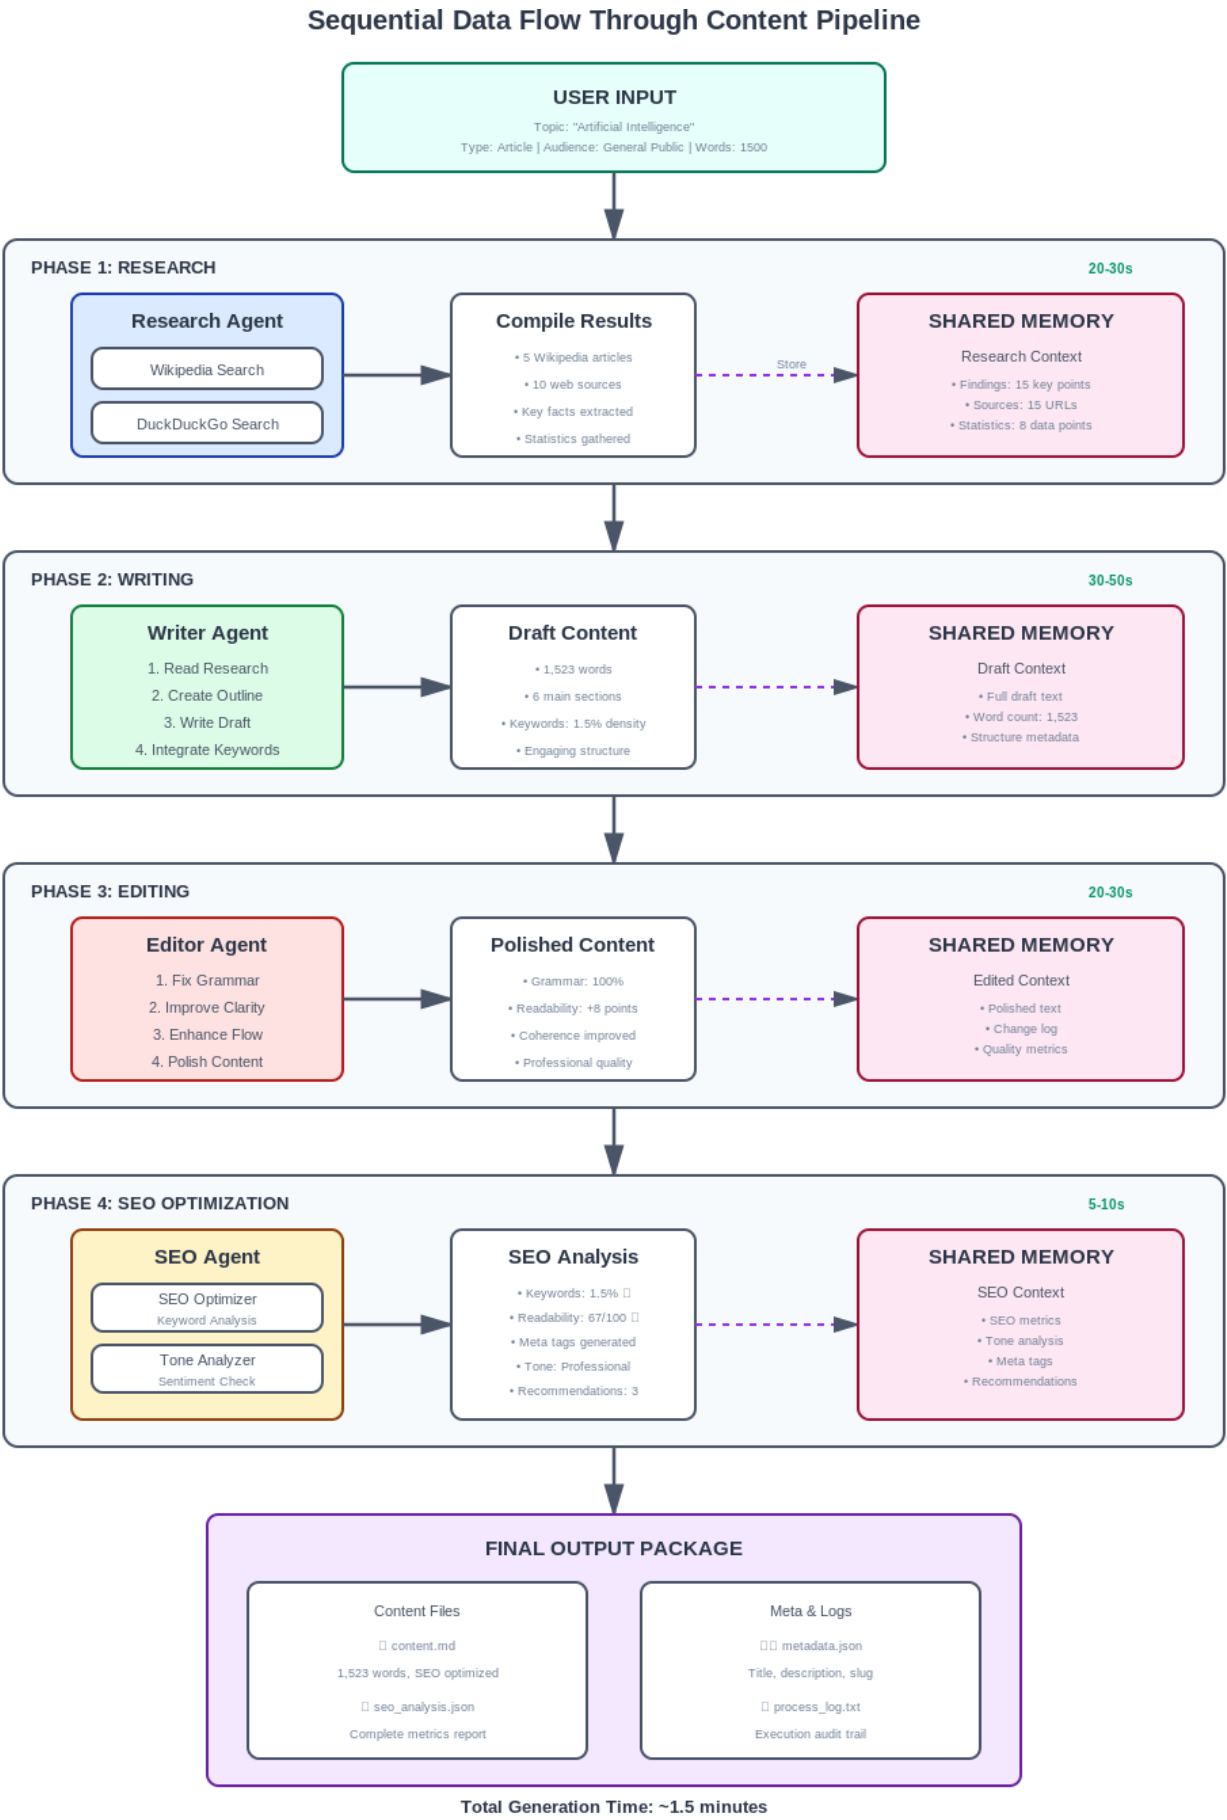 Sequential Data Flow Through Content Pipeline
USER INPUT
Topic: "Artificial Intelligence"
Type: Article | Audience: General Public | Words: 1500
PHASE 1: RESEARCH
20-30s
Research Agent
Wikipedia Search
DuckDuckGo Search
Compile Results
• 5 Wikipedia articles
• 10 web sources
• Key facts extracted
• Statistics gathered
Store
SHARED MEMORY
Research Context
• Findings: 15 key points
• Sources: 15 URLs
• Statistics: 8 data points
PHASE 2: WRITING
30-50s
Writer Agent
1. Read Research
2. Create Outline
3. Write Draft
4. Integrate Keywords
Draft Content
• 1,523 words
• 6 main sections
• Keywords: 1.5% density
• Engaging structure
SHARED MEMORY
Draft Context
• Full draft text
• Word count: 1,523
• Structure metadata
PHASE 3: EDITING
20-30s
Editor Agent
1. Fix Grammar
2. Improve Clarity
3. Enhance Flow
4. Polish Content
Polished Content
• Grammar: 100%
• Readability: +8 points
• Coherence improved
• Professional quality
SHARED MEMORY
Edited Context
• Polished text
• Change log
• Quality metrics
PHASE 4: SEO OPTIMIZATION
5-10s
SEO Agent
SEO Optimizer
Keyword Analysis
Tone Analyzer
Sentiment Check
SEO Analysis
• Keywords: 1.5%
• Readability: 67/100
• Meta tags generated
• Tone: Professional
• Recommendations: 3
SHARED MEMORY
SEO Context
• SEO metrics
• Tone analysis
• Meta tags
• Recommendations
FINAL OUTPUT PACKAGE
Content Files
content.md
1,523 words, SEO optimized
seo_analysis.json
Complete metrics report
Meta & Logs
metadata.json
Title, description, slug
process_log.txt
Execution audit trail
Total Generation Time: ~1.5 minutes